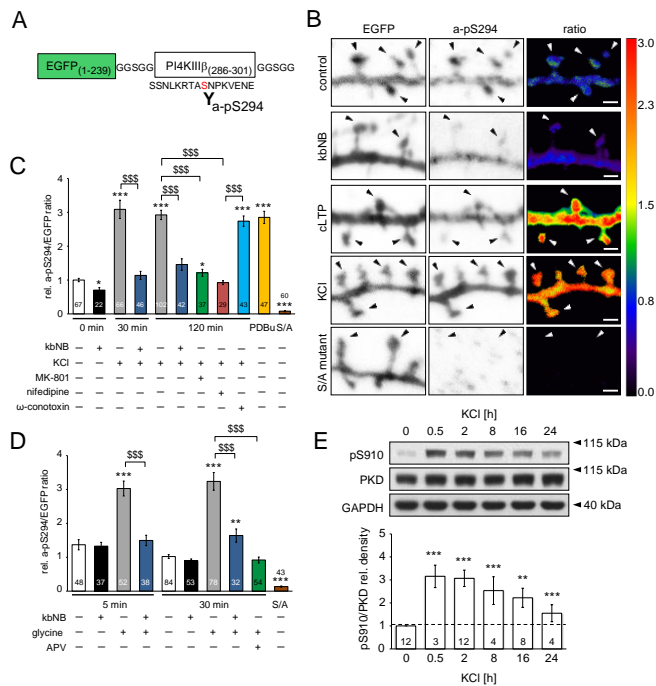 A
EGFP(1-239) GGSGG PI4KIIIβ(286-301) GGSGG
SSNLKRTASNPKVENE
Y a-pS294
B
EGFP a-pS294 ratio
control
kbNB
cLTP
KCl
S/A mutant
3.0
2.3
1.5
0.8
0.0
C
rel. a-pS294/EGFP ratio
4
3
2
1
0
$$$
$$$ $$$ $$$ $$$
*** *** *** ***
* * 60 ***
67 22 66 46 102 42 37 29 43 47
0 min 30 min 120 min PDBu S/A
kbNB – + – + – + – – – – –
KCl – – + + + + + + + – –
MK-801 – – – – – – + – – – –
nifedipine – – – – – – – + – – –
ω-conotoxin – – – – – – – – + – –
D
rel. a-pS294/EGFP ratio
4
3
2
1
0
$$$
$$$ $$$
*** ***
** 43 ***
48 37 52 38 84 53 78 32 54
5 min 30 min S/A
kbNB – + – + – + – + – –
glycine – – + + – – + + + –
APV – – – – – – – – + –
E
KCl [h]
0 0.5 2 8 16 24
pS910 115 kDa
PKD 115 kDa
GAPDH 40 kDa
pS910/PKD rel. density
5
4
3
2
1
0
*** *** *** ** ***
12 3 12 4 8 4
0 0.5 2 8 16 24
KCl [h]